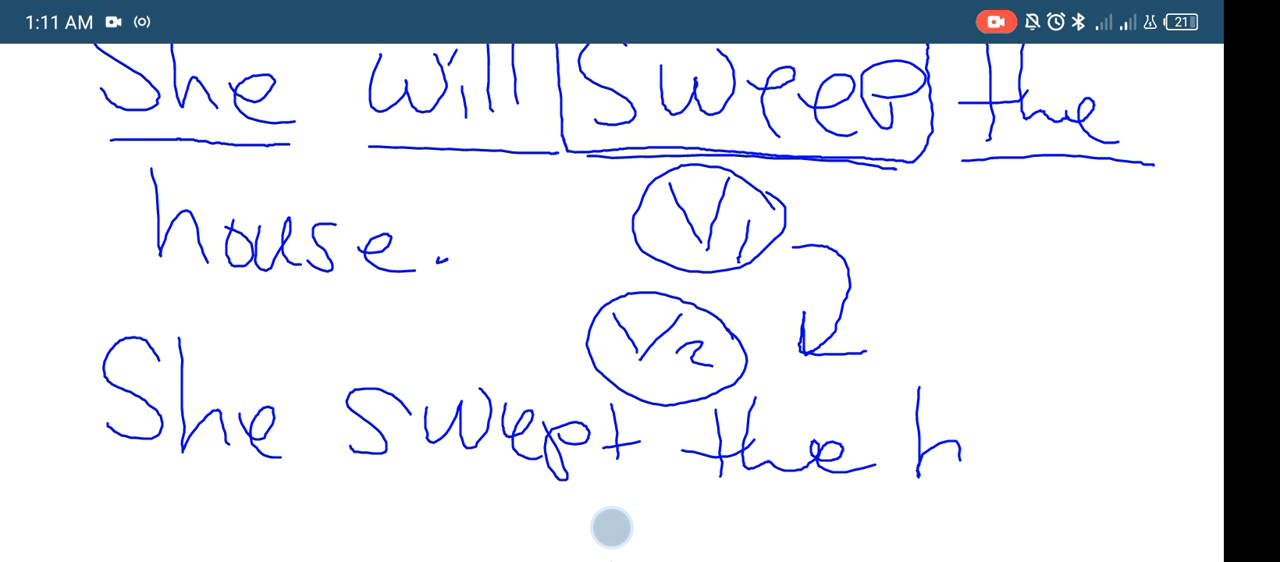 1:11 AM 21
She will sweep the
V1
house.
V2
She swept the h